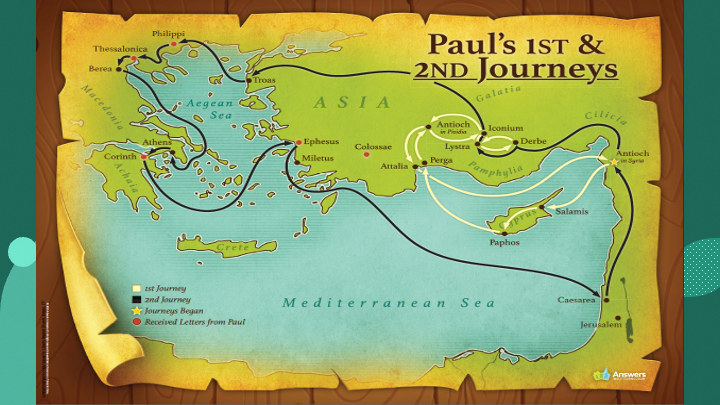 Paul's 1ST &
2ND Journeys
Philippi
Thessalonica
Berea
Troas
Macedonia
Aegean
Sea
ASIA
Galatia
Cilicia
Antioch
in Pisidia
Iconium
Lystra
Derbe
Athens
Corinth
Achaia
Ephesus
Miletus
Colossae
Attalia
Perga
Pamphylia
Antioch
in Syria
Cyprus
Salamis
Paphos
Crete
Mediterranean Sea
Caesarea
Jerusalem
1st Journey
2nd Journey
Journeys Began
Received Letters from Paul
Answers